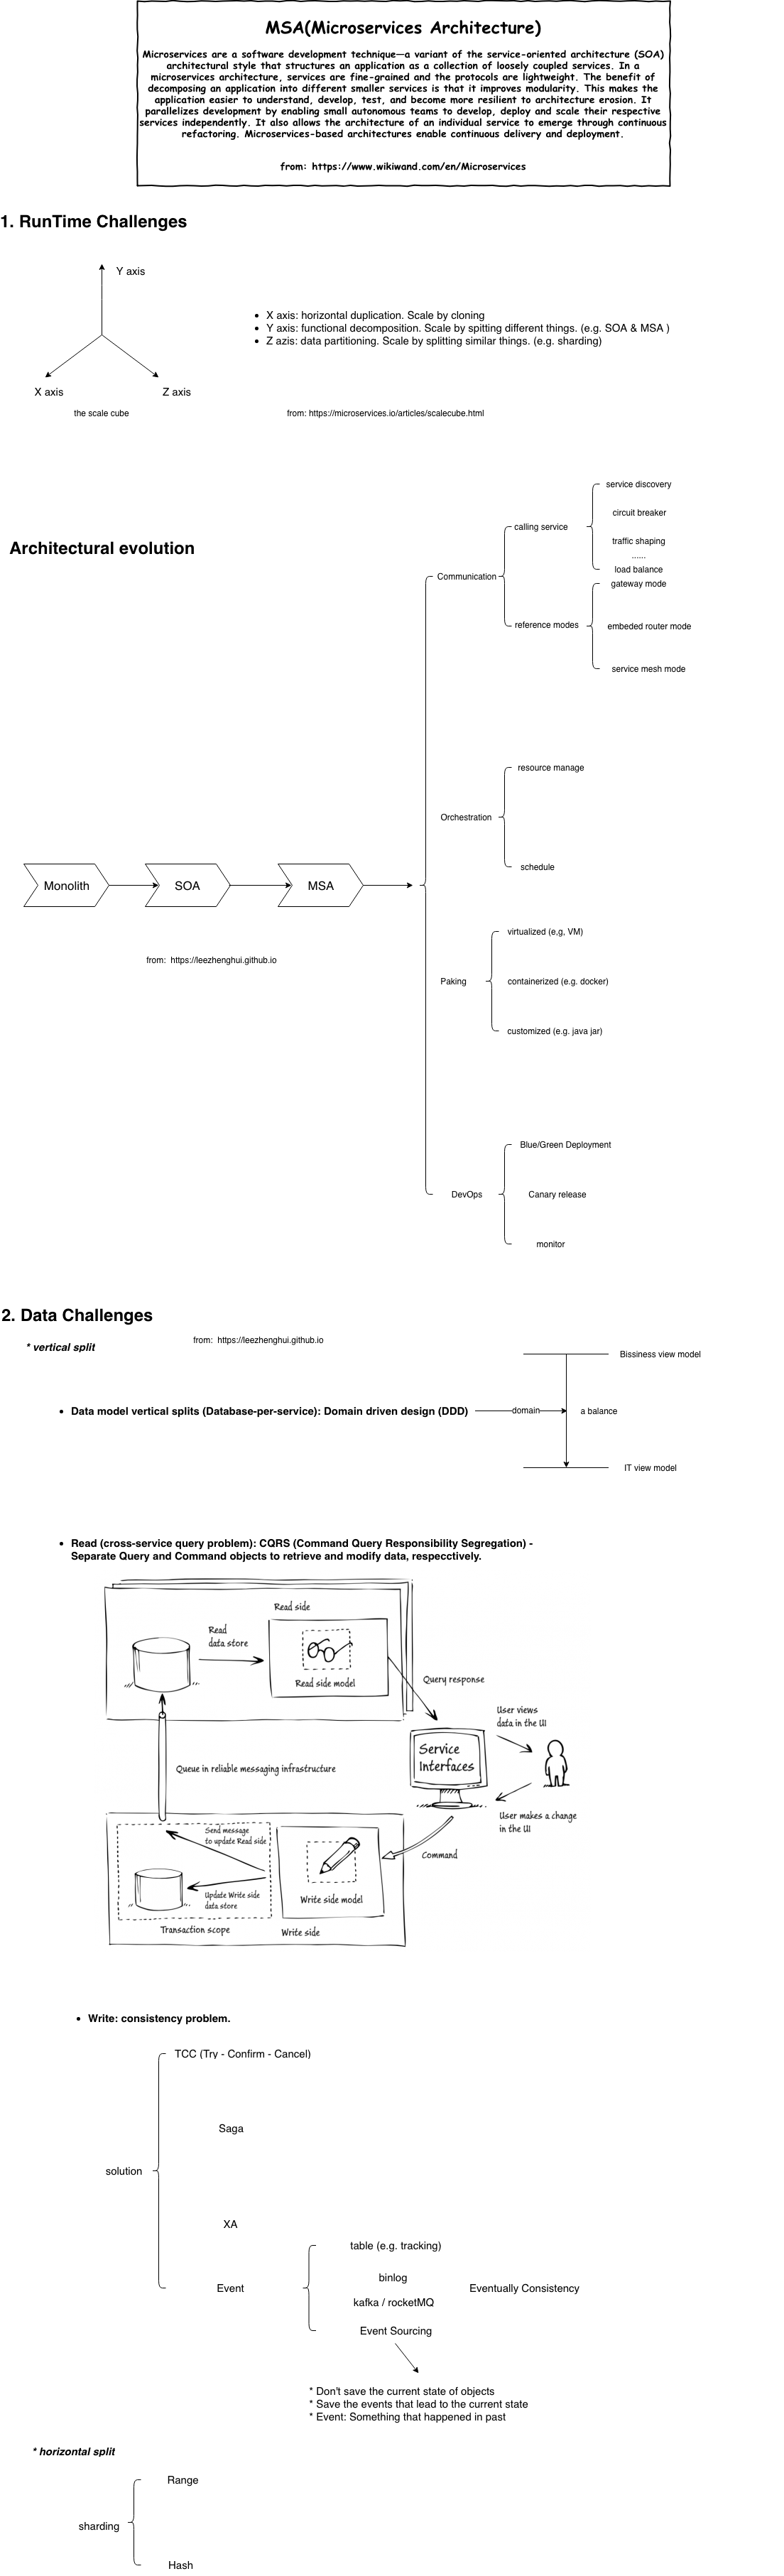 MSA(Microservices Architecture)
Microservices are a software development technique—a variant of the service-oriented architecture (SOA)
architectural style that structures an application as a collection of loosely coupled services. In a
microservices architecture, services are fine-grained and the protocols are lightweight. The benefit of
decomposing an application into different smaller services is that it improves modularity. This makes the
application easier to understand, develop, test, and become more resilient to architecture erosion. It
parallelizes development by enabling small autonomous teams to develop, deploy and scale their respective
services independently. It also allows the architecture of an individual service to emerge through continuous
refactoring. Microservices-based architectures enable continuous delivery and deployment.
from: https://www.wikiwand.com/en/Microservices
1. RunTime Challenges
Y axis
X axis
Z axis
the scale cube
• X axis: horizontal duplication. Scale by cloning
• Y axis: functional decomposition. Scale by spitting different things. (e.g. SOA & MSA )
• Z azis: data partitioning. Scale by splitting similar things. (e.g. sharding)
from: https://microservices.io/articles/scalecube.html
Architectural evolution
Monolith
SOA
MSA
from: https://leezhenghui.github.io
Communication
calling service
service discovery
circuit breaker
traffic shaping
......
load balance
reference modes
gateway mode
embeded router mode
service mesh mode
Orchestration
resource manage
schedule
Paking
virtualized (e,g, VM)
containerized (e.g. docker)
customized (e.g. java jar)
DevOps
Blue/Green Deployment
Canary release
monitor
2. Data Challenges
* vertical split
from: https://leezhenghui.github.io
• Data model vertical splits (Database-per-service): Domain driven design (DDD)
domain
Bissiness view model
a balance
IT view model
• Read (cross-service query problem): CQRS (Command Query Responsibility Segregation) -
Separate Query and Command objects to retrieve and modify data, respecctively.
Read side
Read
data store
Read side model
Query response
User views
data in the UI
Service
Interfaces
Queue in reliable messaging infrastructure
User makes a change
in the UI
Command
Send message
to update Read side
Update Write side
data store
Write side model
Transaction scope
Write side
• Write: consistency problem.
solution
TCC (Try - Confirm - Cancel)
Saga
XA
Event
table (e.g. tracking)
binlog
kafka / rocketMQ
Event Sourcing
Eventually Consistency
* Don't save the current state of objects
* Save the events that lead to the current state
* Event: Something that happened in past
* horizontal split
sharding
Range
Hash